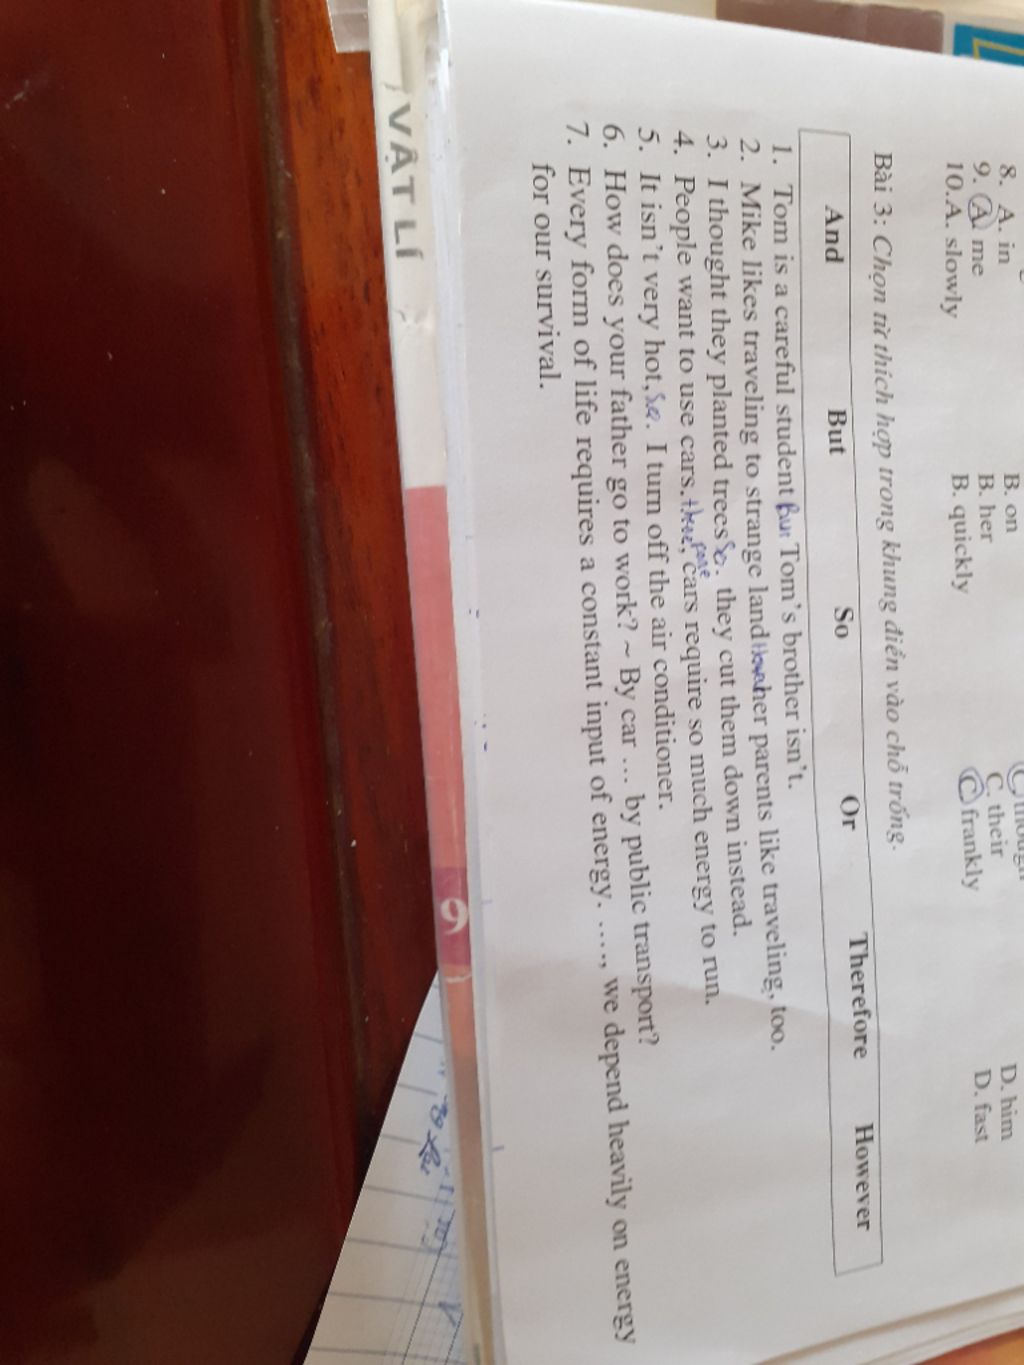 8. A. in B. on D. him
9. A. me B. her C. their D. fast
10.A. slowly B. quickly C. frankly
Bài 3: Chọn từ thích hợp trong khung điền vào chỗ trống.
And But So Or Therefore However
1. Tom is a careful student But Tom's brother isn't.
2. Mike likes traveling to strange land her parents like traveling, too.
3. I thought they planted trees So. they cut them down instead.
4. People want to use cars. therefore, cars require so much energy to run.
5. It isn't very hot, So. I turn off the air conditioner.
6. How does your father go to work? ~ By car … by public transport?
7. Every form of life requires a constant input of energy. …., we depend heavily on energy
for our survival.
VẬT LÍ 9